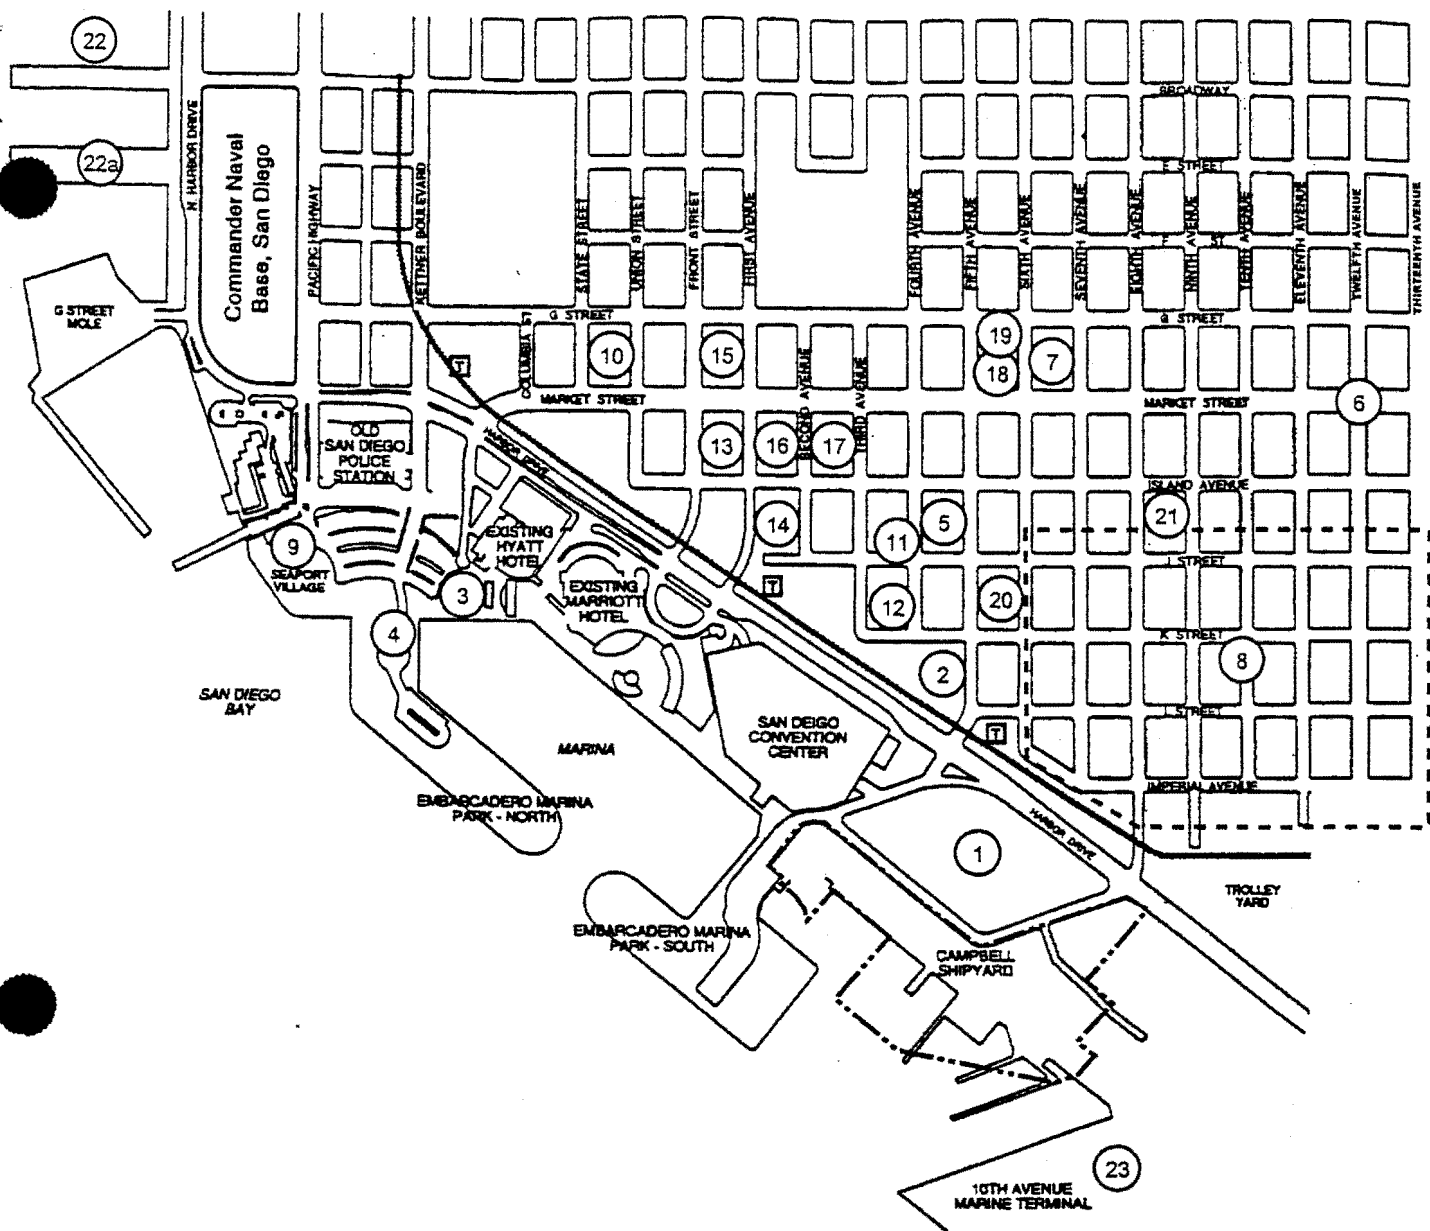 22
BROADWAY
22a
N HARBOR DRIVE
Commander Naval
Base, San Diego
PACIFIC HIGHWAY
KETTNER BOULEVARD
STATE STREET
UNION STREET
FRONT STREET
FIRST AVENUE
FOURTH AVENUE
FIFTH AVENUE
SIXTH AVENUE
SEVENTH AVENUE
EIGHTH AVENUE
NINTH AVENUE
TENTH AVENUE
ELEVENTH AVENUE
TWELFTH AVENUE
THIRTEENTH AVENUE
E STREET
F ST
G STREET
MOLE
G STREET
G STREET
COLUMBIA ST
T
10
15
SECOND AVENUE
THIRD AVENUE
19
18
7
6
MARKET STREET
MARKET STREET
OLD
SAN DIEGO
POLICE
STATION
HARBOR DRIVE
13
16
17
ISLAND AVENUE
EXISTING
HYATT
HOTEL
14
11
5
21
9
SEAPORT
VILLAGE
J STREET
3
EXISTING
MARRIOTT
HOTEL
T
12
20
4
K STREET
2
8
SAN DIEGO
BAY
L STREET
MARINA
SAN DEIGO
CONVENTION
CENTER
T
IMPERIAL AVENUE
EMBARCADERO MARINA
PARK - NORTH
HARBOR DRIVE
1
TROLLEY
YARD
EMBARCADERO MARINA
PARK - SOUTH
CAMPBELL
SHIPYARD
23
10TH AVENUE
MARINE TERMINAL